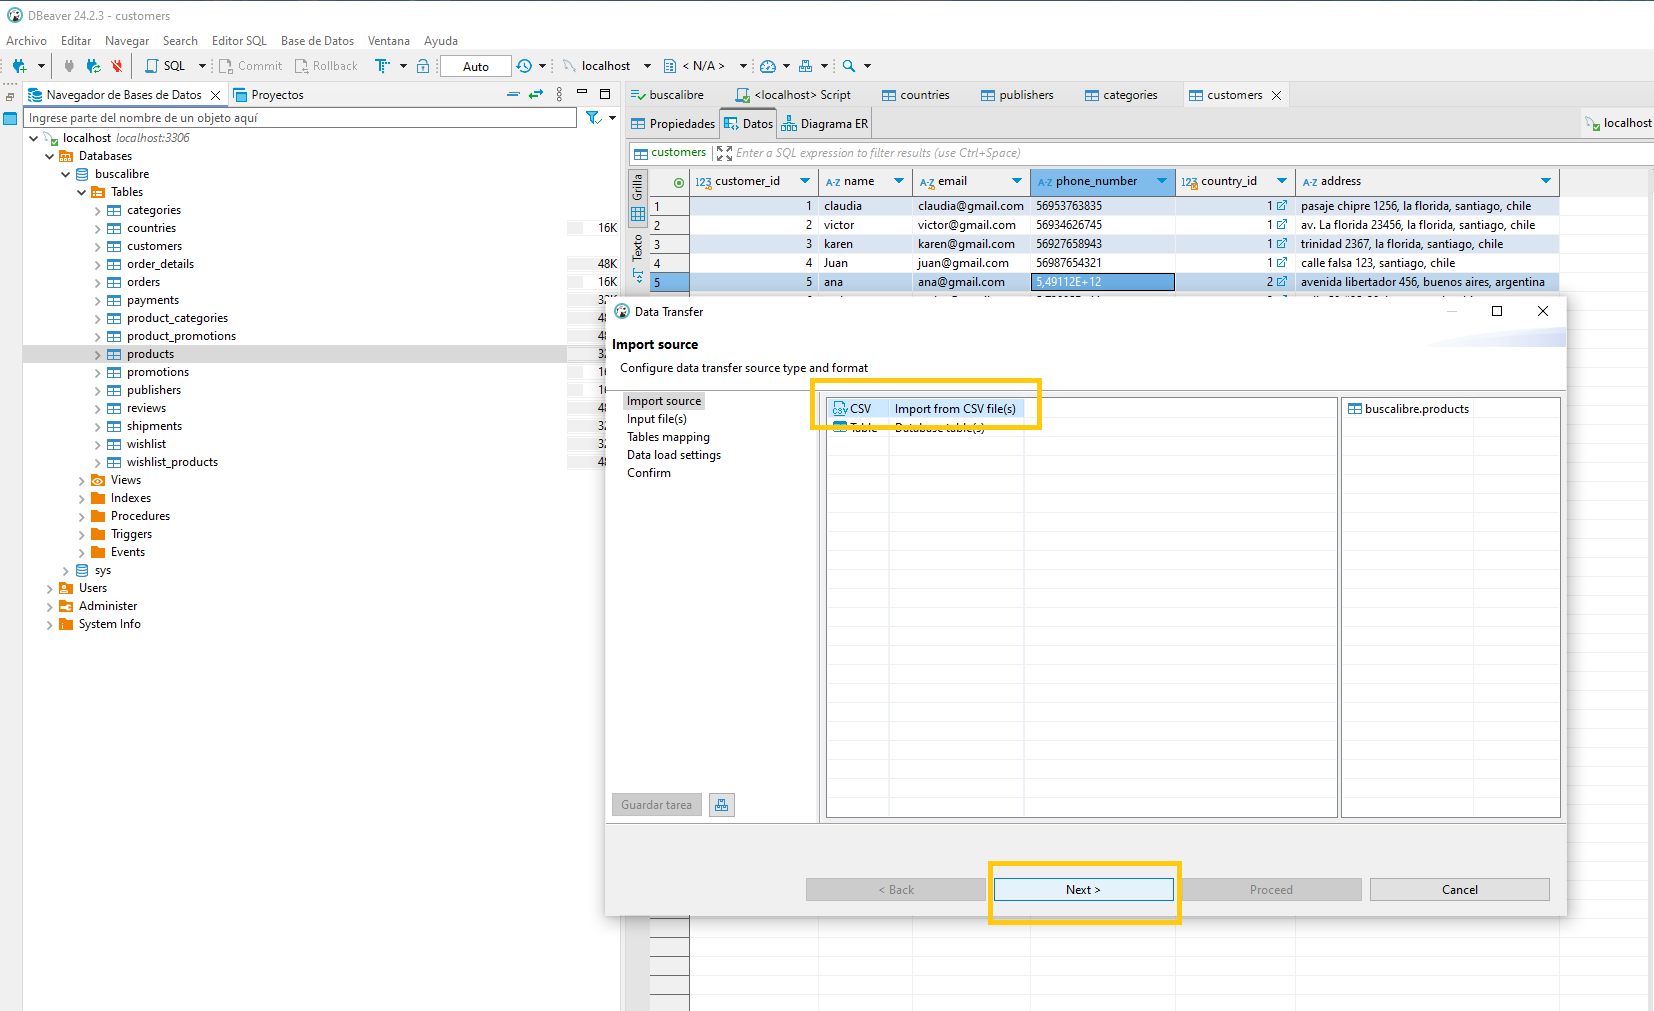 DBeaver 24.2.3 - customers
Archivo Editar Navegar Search Editor SQL Base de Datos Ventana Ayuda
SQL Commit Rollback Auto localhost < N/A >
Navegador de Bases de Datos Proyectos
buscalibre <localhost> Script countries publishers categories customers
Ingrese parte del nombre de un objeto aquí
Propiedades Datos Diagrama ER localhost
localhost localhost:3306
Databases
buscalibre
Tables
categories
countries 16K
customers
order_details 48K
orders 16K
payments
product_categories
product_promotions
products
promotions
publishers
reviews
shipments
wishlist
wishlist_products
Views
Indexes
Procedures
Triggers
Events
sys
Users
Administer
System Info
customers Enter a SQL expression to filter results (use Ctrl+Space)
Grilla
Texto
123 customer_id A-Z name A-Z email A-Z phone_number 123 country_id A-Z address
1 1 claudia claudia@gmail.com 56953763835 1 pasaje chipre 1256, la florida, santiago, chile
2 2 victor victor@gmail.com 56934626745 1 av. La florida 23456, la florida, santiago, chile
3 3 karen karen@gmail.com 56927658943 1 trinidad 2367, la florida, santiago, chile
4 4 Juan juan@gmail.com 56987654321 1 calle falsa 123, santiago, chile
5 5 ana ana@gmail.com 5,49112E+12 2 avenida libertador 456, buenos aires, argentina
Data Transfer
Import source
Configure data transfer source type and format
Import source
Input file(s)
Tables mapping
Data load settings
Confirm
CSV Import from CSV file(s)
Table Database table(s)
buscalibre.products
Guardar tarea
< Back Next > Proceed Cancel